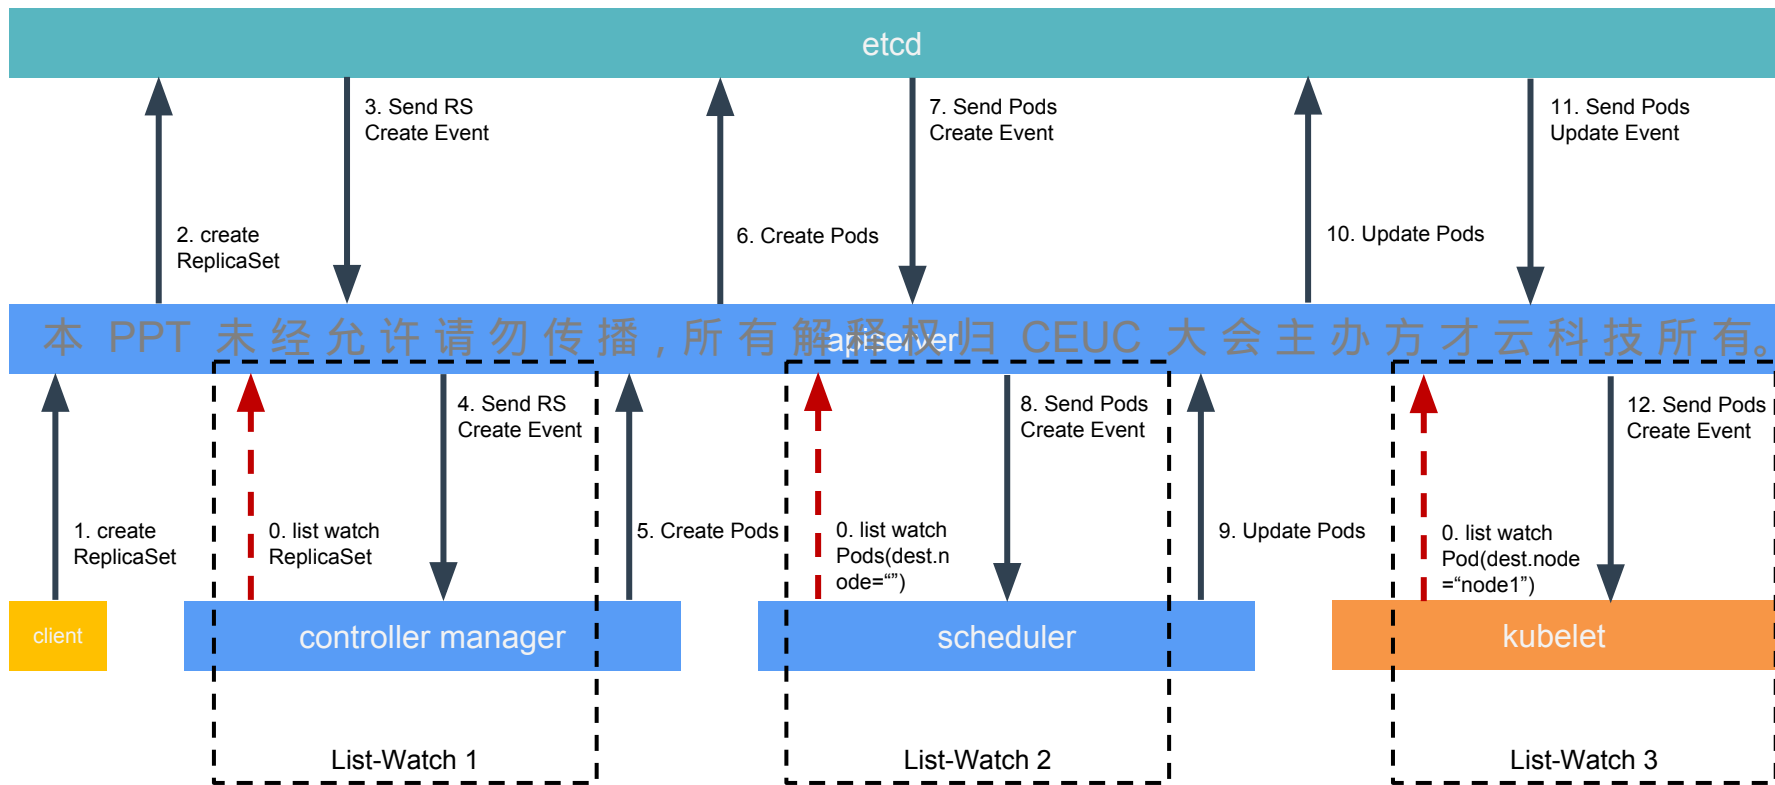 etcd
3. Send RS
Create Event
7. Send Pods
Create Event
11. Send Pods
Update Event
2. create
ReplicaSet
6. Create Pods
10. Update Pods
apiserver
本 PPT 未经允许请勿传播，所有解释权归 CEUC 大会主办方才云科技所有。
4. Send RS
Create Event
8. Send Pods
Create Event
12. Send Pods
Create Event
1. create
ReplicaSet
0. list watch
ReplicaSet
5. Create Pods
0. list watch
Pods(dest.n
ode=“”)
9. Update Pods
0. list watch
Pod(dest.node
=“node1”)
client
controller manager
scheduler
kubelet
List-Watch 1
List-Watch 2
List-Watch 3